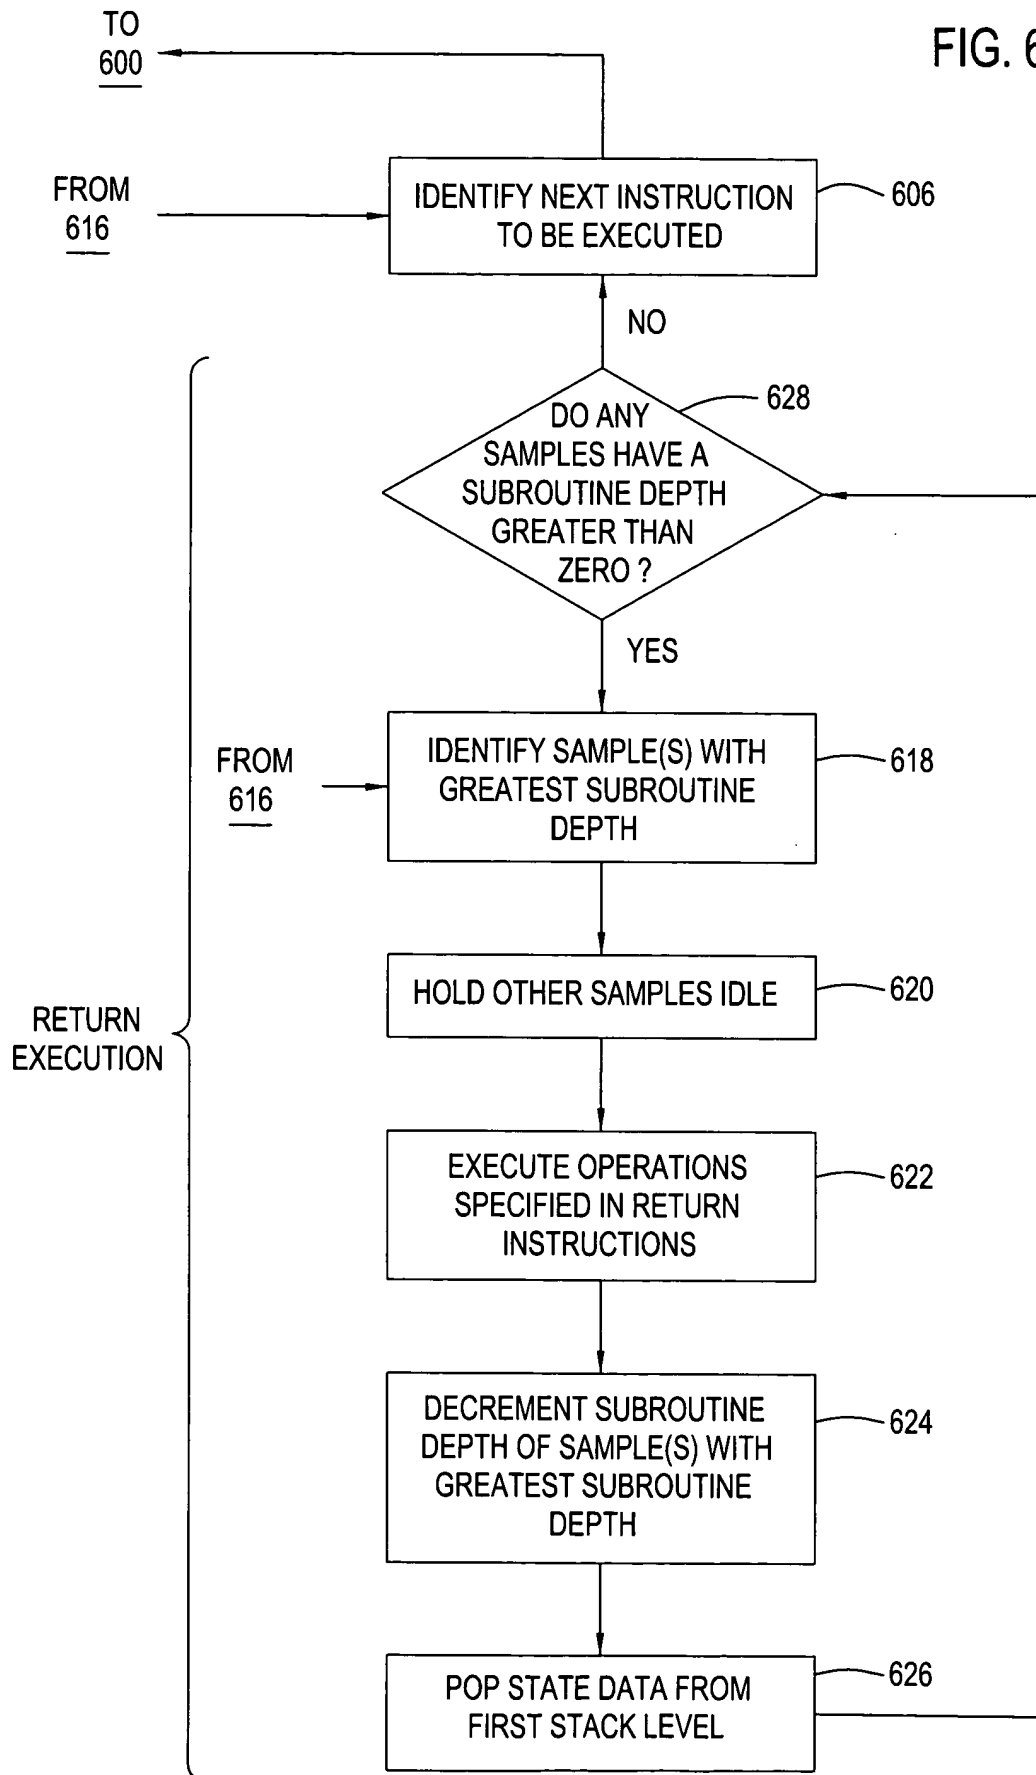 TO
600
FIG. 6
FROM
616
IDENTIFY NEXT INSTRUCTION
TO BE EXECUTED
606
NO
628
DO ANY
SAMPLES HAVE A
SUBROUTINE DEPTH
GREATER THAN
ZERO ?
YES
FROM
616
IDENTIFY SAMPLE(S) WITH
GREATEST SUBROUTINE
DEPTH
618
HOLD OTHER SAMPLES IDLE
620
RETURN
EXECUTION
EXECUTE OPERATIONS
SPECIFIED IN RETURN
INSTRUCTIONS
622
DECREMENT SUBROUTINE
DEPTH OF SAMPLE(S) WITH
GREATEST SUBROUTINE
DEPTH
624
POP STATE DATA FROM
FIRST STACK LEVEL
626